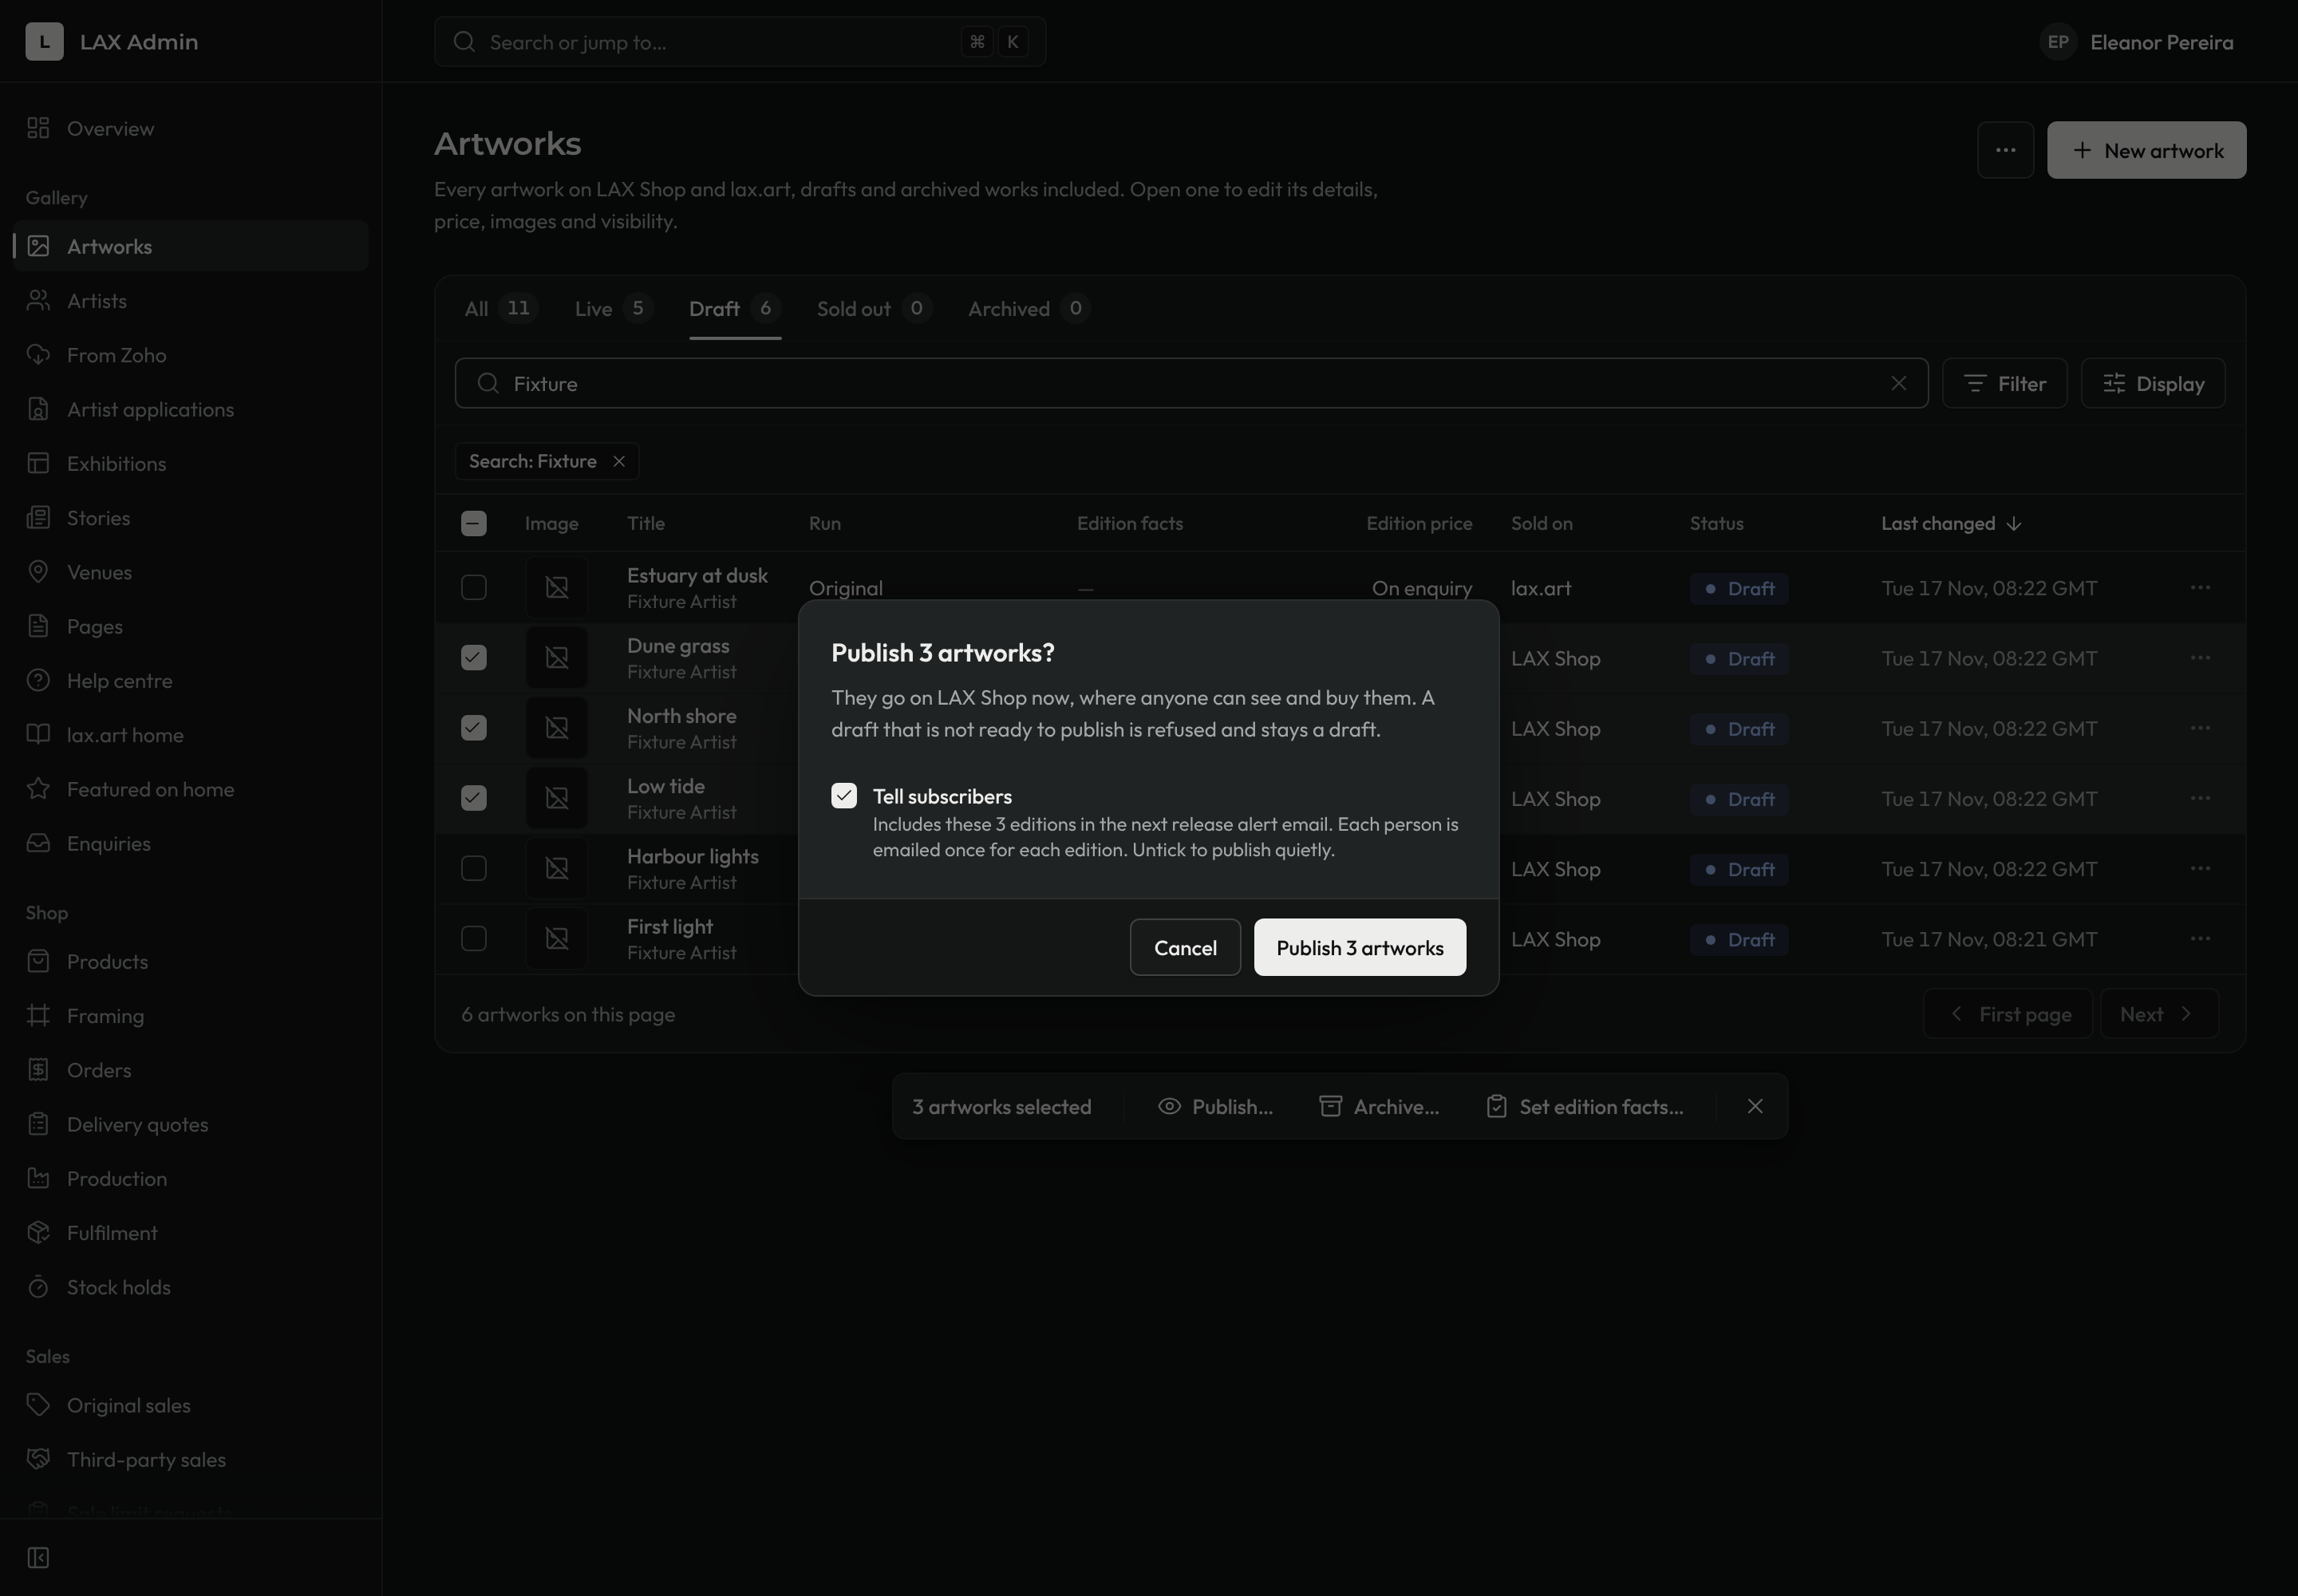 L LAX Admin
Search or jump to...
⌘ K
EP Eleanor Pereira
Overview
Gallery
Artworks
Artists
From Zoho
Artist applications
Exhibitions
Stories
Venues
Pages
Help centre
lax.art home
Featured on home
Enquiries
Shop
Products
Framing
Orders
Delivery quotes
Production
Fulfilment
Stock holds
Sales
Original sales
Third-party sales
Sale limit requests
Artworks
Every artwork on LAX Shop and lax.art, drafts and archived works included. Open one to edit its details,
price, images and visibility.
New artwork
All 11 Live 5 Draft 6 Sold out 0 Archived 0
Fixture
Filter
Display
Search: Fixture
Image Title Run Edition facts Edition price Sold on Status Last changed
Estuary at dusk
Fixture Artist
Original — On enquiry lax.art Draft Tue 17 Nov, 08:22 GMT
Dune grass
Fixture Artist
LAX Shop Draft Tue 17 Nov, 08:22 GMT
North shore
Fixture Artist
LAX Shop Draft Tue 17 Nov, 08:22 GMT
Low tide
Fixture Artist
LAX Shop Draft Tue 17 Nov, 08:22 GMT
Harbour lights
Fixture Artist
LAX Shop Draft Tue 17 Nov, 08:22 GMT
First light
Fixture Artist
LAX Shop Draft Tue 17 Nov, 08:21 GMT
6 artworks on this page
First page
Next
Publish 3 artworks?
They go on LAX Shop now, where anyone can see and buy them. A
draft that is not ready to publish is refused and stays a draft.
Tell subscribers
Includes these 3 editions in the next release alert email. Each person is
emailed once for each edition. Untick to publish quietly.
Cancel
Publish 3 artworks
3 artworks selected
Publish...
Archive...
Set edition facts...